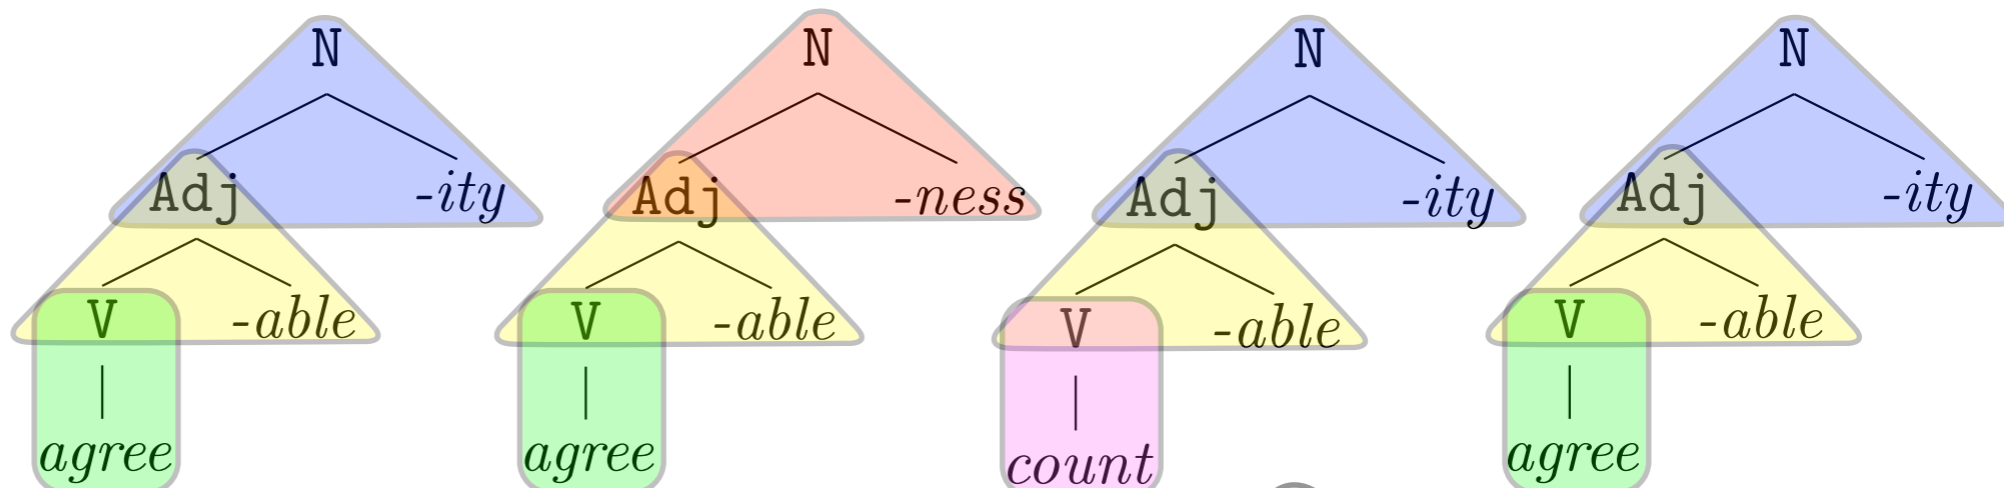 N N N N
Adj -ity Adj -ness Adj -ity Adj -ity
V -able V -able V -able V -able
agree agree count agree